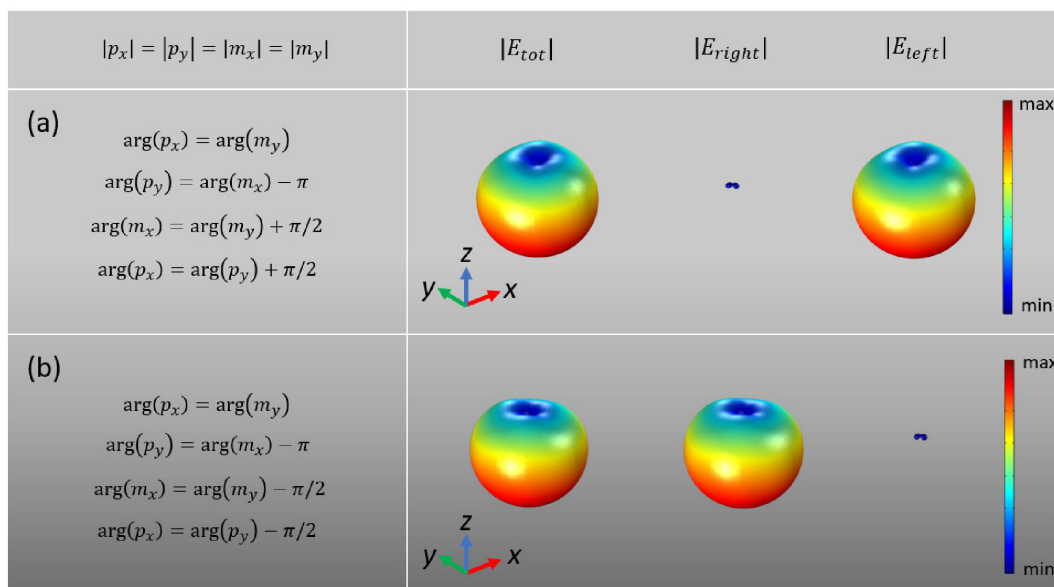 |p_x| = |p_y| = |m_x| = |m_y|
|E_tot| |E_right| |E_left|
(a)
arg(p_x) = arg(m_y)
arg(p_y) = arg(m_x) − π
arg(m_x) = arg(m_y) + π/2
arg(p_x) = arg(p_y) + π/2
z
y
x
max
min
(b)
arg(p_x) = arg(m_y)
arg(p_y) = arg(m_x) − π
arg(m_x) = arg(m_y) − π/2
arg(p_x) = arg(p_y) − π/2
z
y
x
max
min